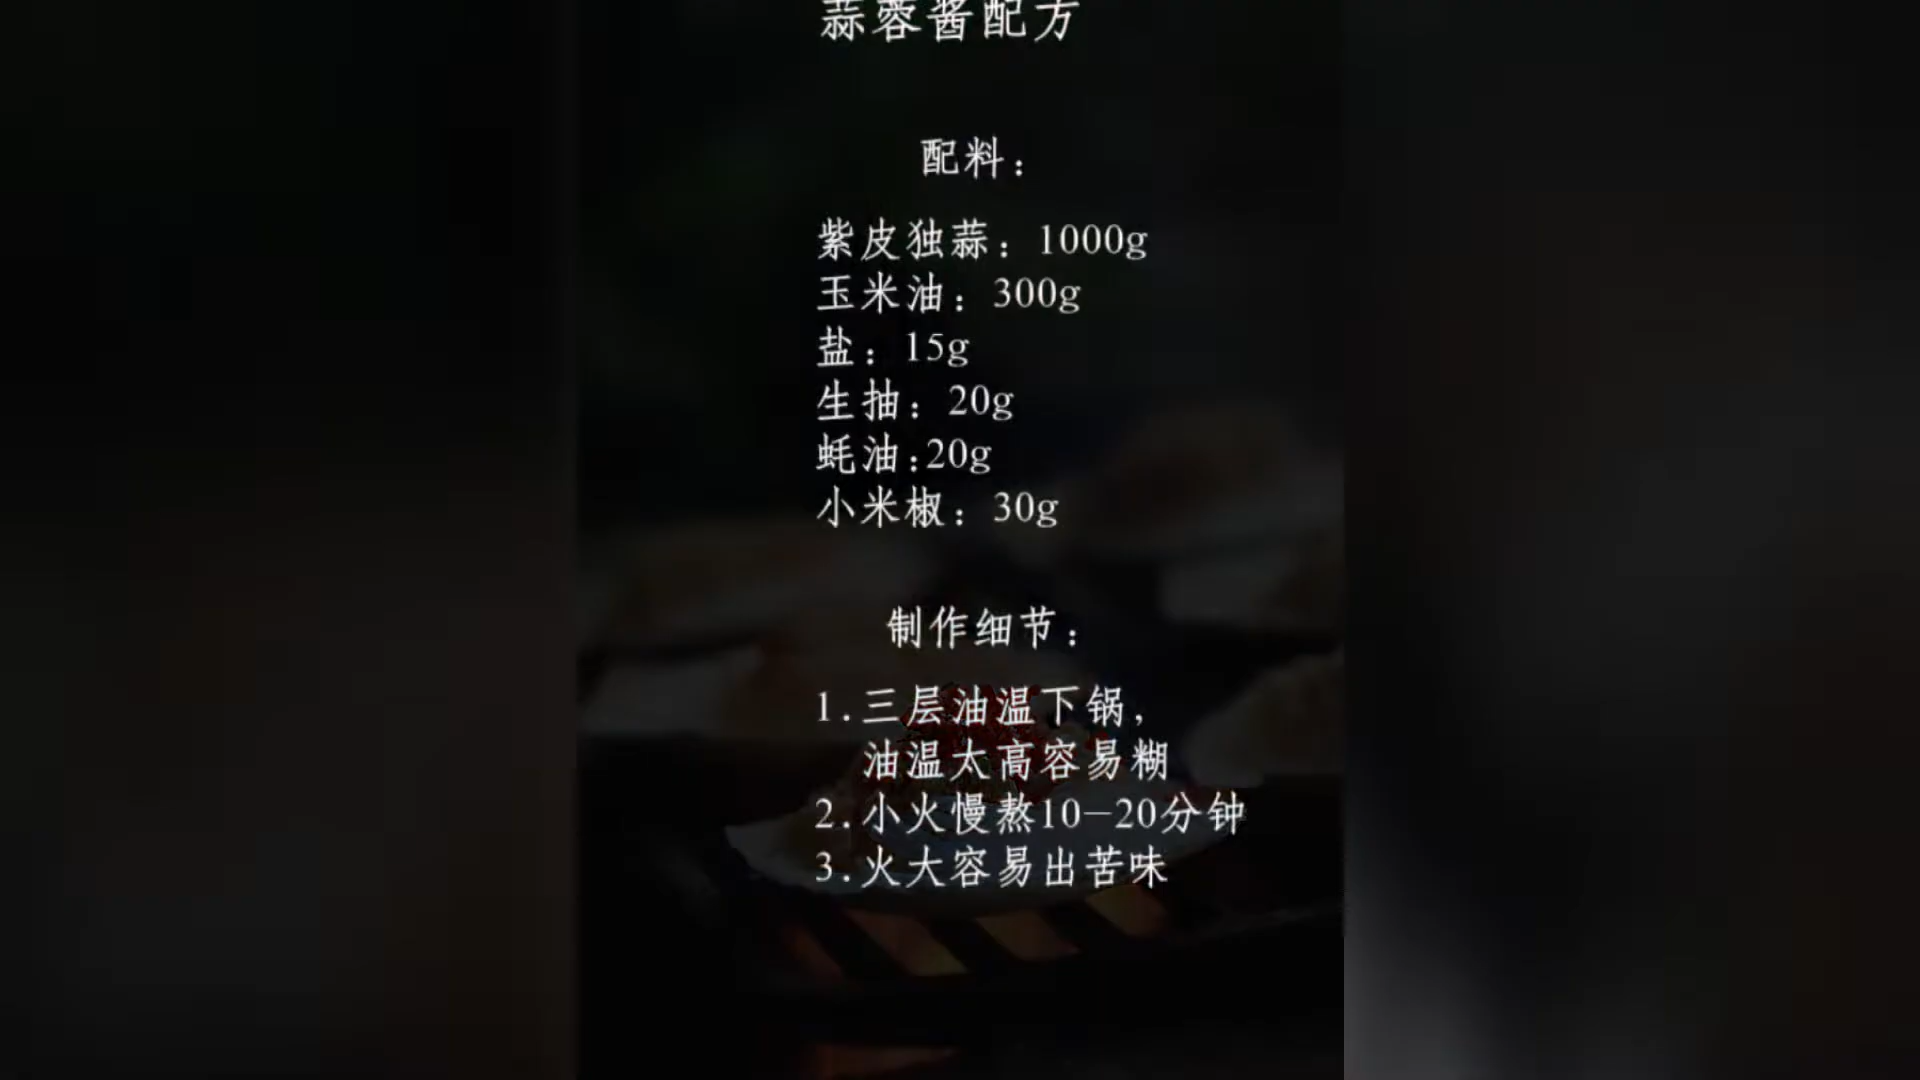 蒜蓉酱配方
配料：
紫皮独蒜：1000g
玉米油：300g
盐：15g
生抽：20g
蚝油:20g
小米椒：30g
制作细节：
1.三层油温下锅，
油温太高容易糊
2.小火慢熬10—20分钟
3.火大容易出苦味